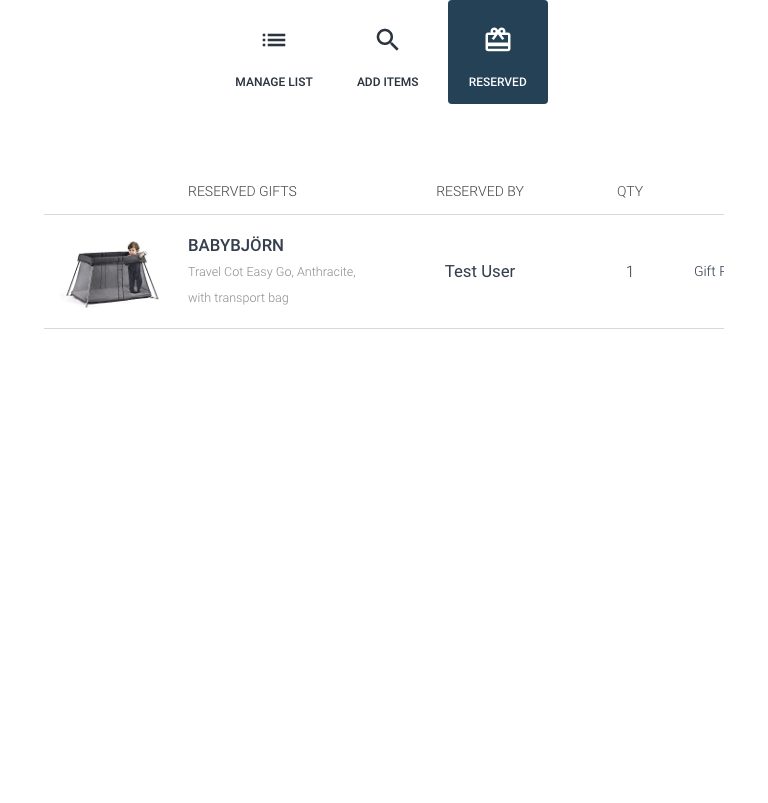 MANAGE LIST
ADD ITEMS
RESERVED
RESERVED GIFTS
RESERVED BY
QTY
BABYBJÖRN
Travel Cot Easy Go, Anthracite,
with transport bag
Test User
1
Gift